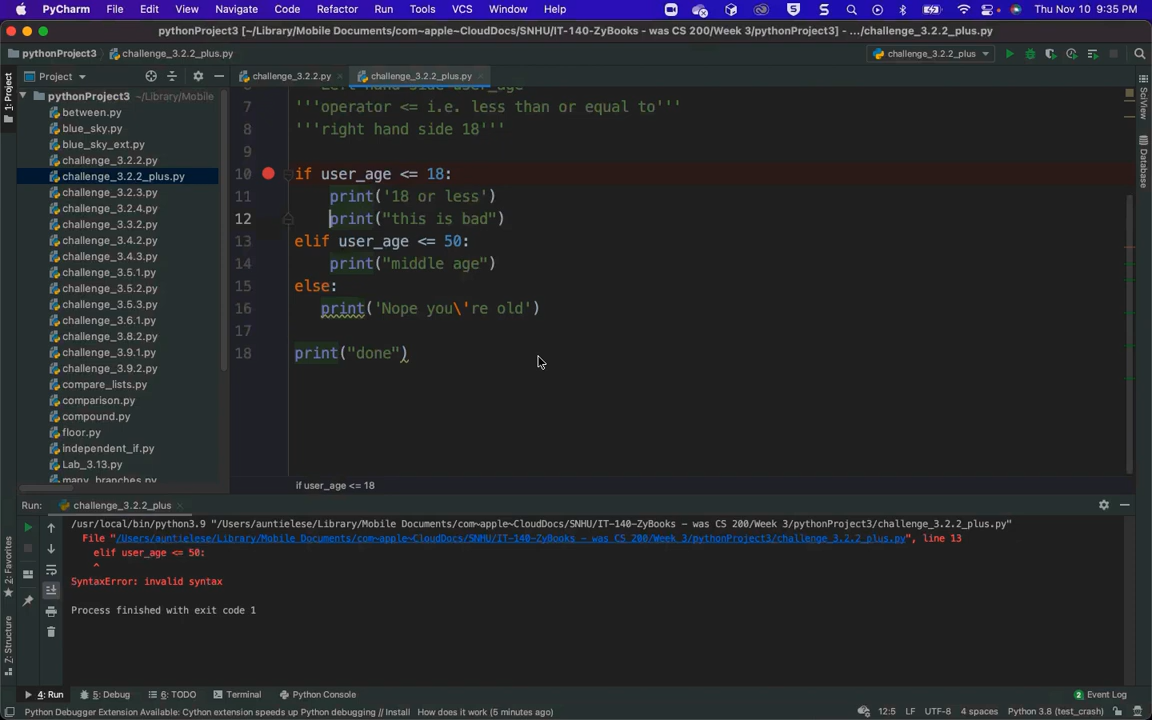 PyCharm File Edit View Navigate Code Refactor Run Tools VCS Window Help Thu Nov 10 9:35 PM
pythonProject3 [~/Library/Mobile Documents/com~apple~CloudDocs/SNHU/IT-140-ZyBooks - was CS 200/Week 3/pythonProject3] - .../challenge_3.2.2_plus.py
pythonProject3 challenge_3.2.2_plus.py challenge_3.2.2_plus
Project challenge_3.2.2.py challenge_3.2.2_plus.py
1: Project
pythonProject3 ~/Library/Mobile
between.py
blue_sky.py
blue_sky_ext.py
challenge_3.2.2.py
challenge_3.2.2_plus.py
challenge_3.2.3.py
challenge_3.2.4.py
challenge_3.3.2.py
challenge_3.4.2.py
challenge_3.4.3.py
challenge_3.5.1.py
challenge_3.5.2.py
challenge_3.5.3.py
challenge_3.6.1.py
challenge_3.8.2.py
challenge_3.9.1.py
challenge_3.9.2.py
compare_lists.py
comparison.py
compound.py
floor.py
independent_if.py
Lab_3.13.py
many_branches.py
7 '''operator <= i.e. less than or equal to'''
8 '''right hand side 18'''
9
10 if user_age <= 18:
11 print('18 or less')
12 print("this is bad")
13 elif user_age <= 50:
14 print("middle age")
15 else:
16 print('Nope you\'re old')
17
18 print("done")
if user_age <= 18
SciView
Database
Run: challenge_3.2.2_plus
/usr/local/bin/python3.9 "/Users/auntielese/Library/Mobile Documents/com~apple~CloudDocs/SNHU/IT-140-ZyBooks - was CS 200/Week 3/pythonProject3/challenge_3.2.2_plus.py"
File "/Users/auntielese/Library/Mobile Documents/com~apple~CloudDocs/SNHU/IT-140-ZyBooks - was CS 200/Week 3/pythonProject3/challenge_3.2.2_plus.py", line 13
elif user_age <= 50:
^
SyntaxError: invalid syntax
Process finished with exit code 1
2: Favorites
Z: Structure
4: Run 5: Debug 6: TODO Terminal Python Console 2 Event Log
Python Debugger Extension Available: Cython extension speeds up Python debugging // Install How does it work (5 minutes ago) 12:5 LF UTF-8 4 spaces Python 3.8 (test_crash)